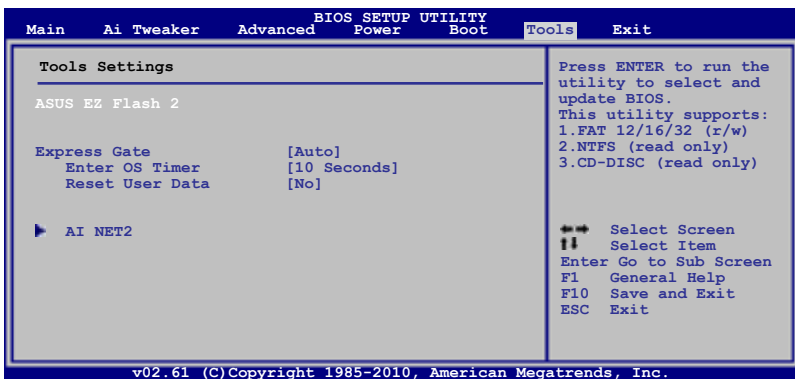 BIOS SETUP UTILITY
Main Ai Tweaker Advanced Power Boot Tools Exit
Tools Settings
ASUS EZ Flash 2
Express Gate [Auto]
Enter OS Timer [10 Seconds]
Reset User Data [No]
AI NET2
Press ENTER to run the
utility to select and
update BIOS.
This utility supports:
1.FAT 12/16/32 (r/w)
2.NTFS (read only)
3.CD-DISC (read only)
Select Screen
Select Item
Enter Go to Sub Screen
F1 General Help
F10 Save and Exit
ESC Exit
v02.61 (C)Copyright 1985-2010, American Megatrends, Inc.